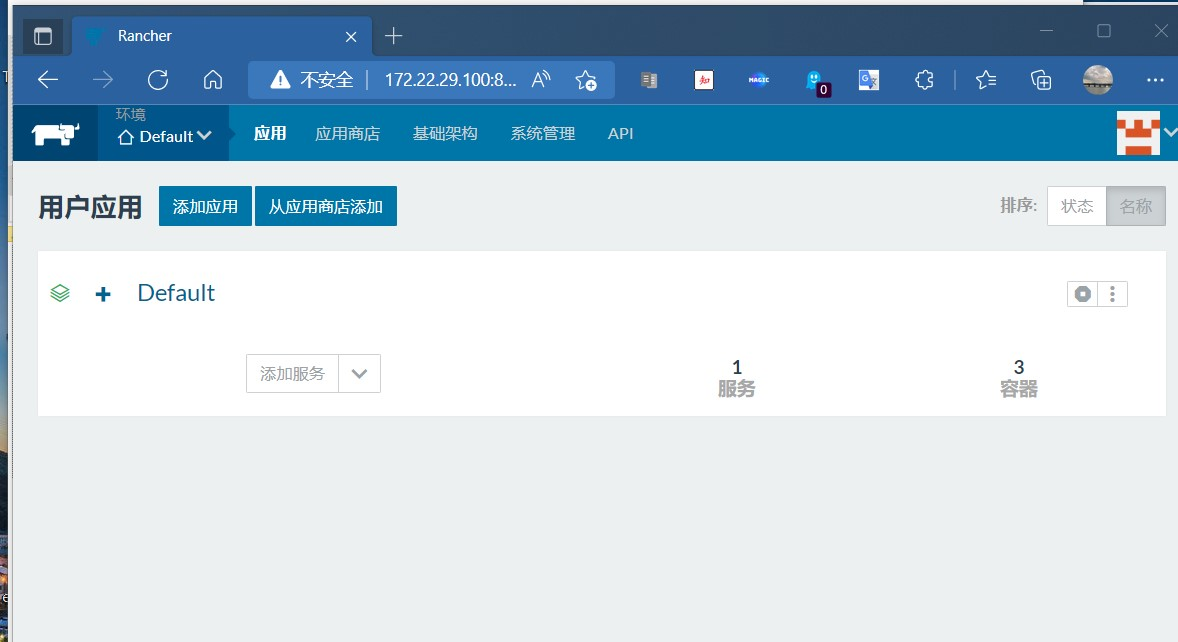 Rancher
不安全 172.22.29.100:8...
MAGIC
0
环境
Default
应用 应用商店 基础架构 系统管理 API
用户应用 添加应用 从应用商店添加 排序: 状态 名称
Default
添加服务
1
服务
3
容器